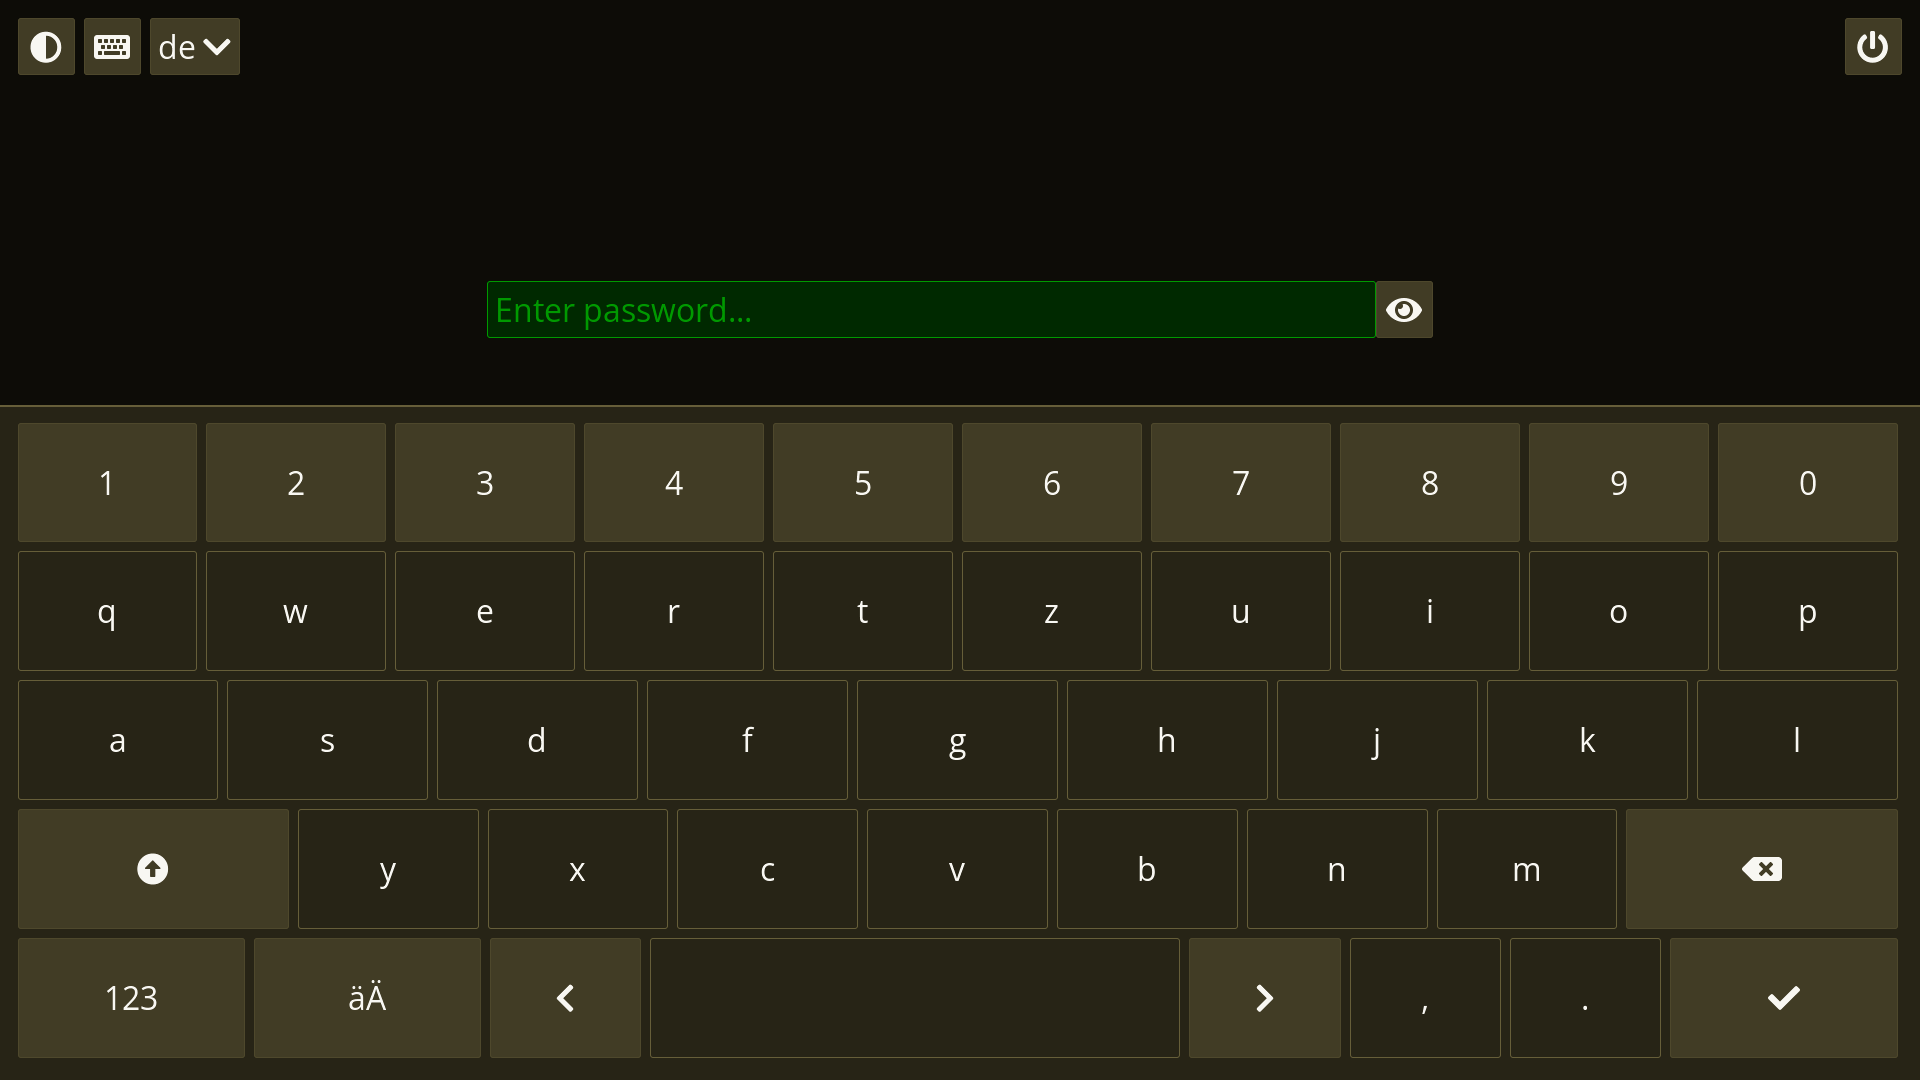 de
Enter password...
1 2 3 4 5 6 7 8 9 0
q w e r t z u i o p
a s d f g h j k l
y x c v b n m
123 äÄ , .